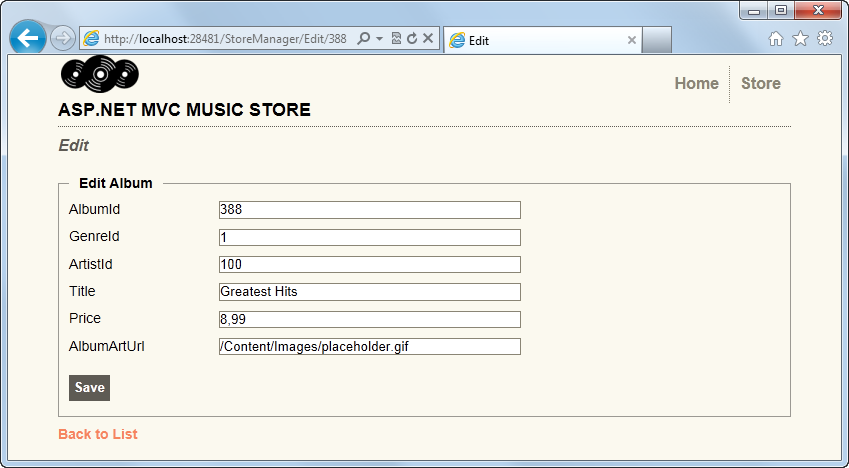 http://localhost:28481/StoreManager/Edit/388
Edit
Home
Store
ASP.NET MVC MUSIC STORE
Edit
Edit Album
AlbumId 388
GenreId 1
ArtistId 100
Title Greatest Hits
Price 8,99
AlbumArtUrl /Content/Images/placeholder.gif
Save
Back to List